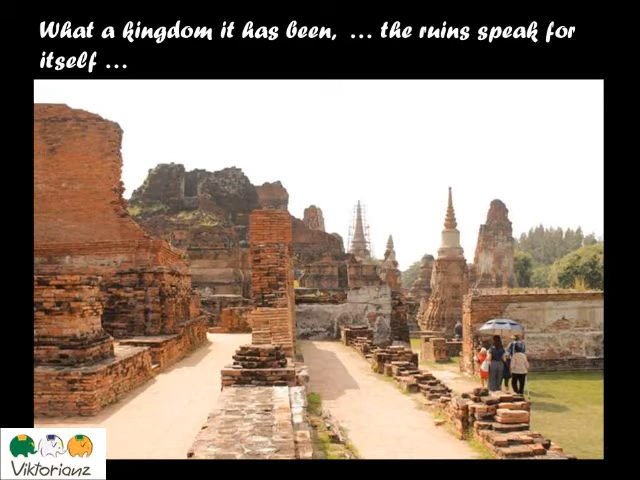 What a kingdom it has been, ... the ruins speak for
itself ...
Viktorianz